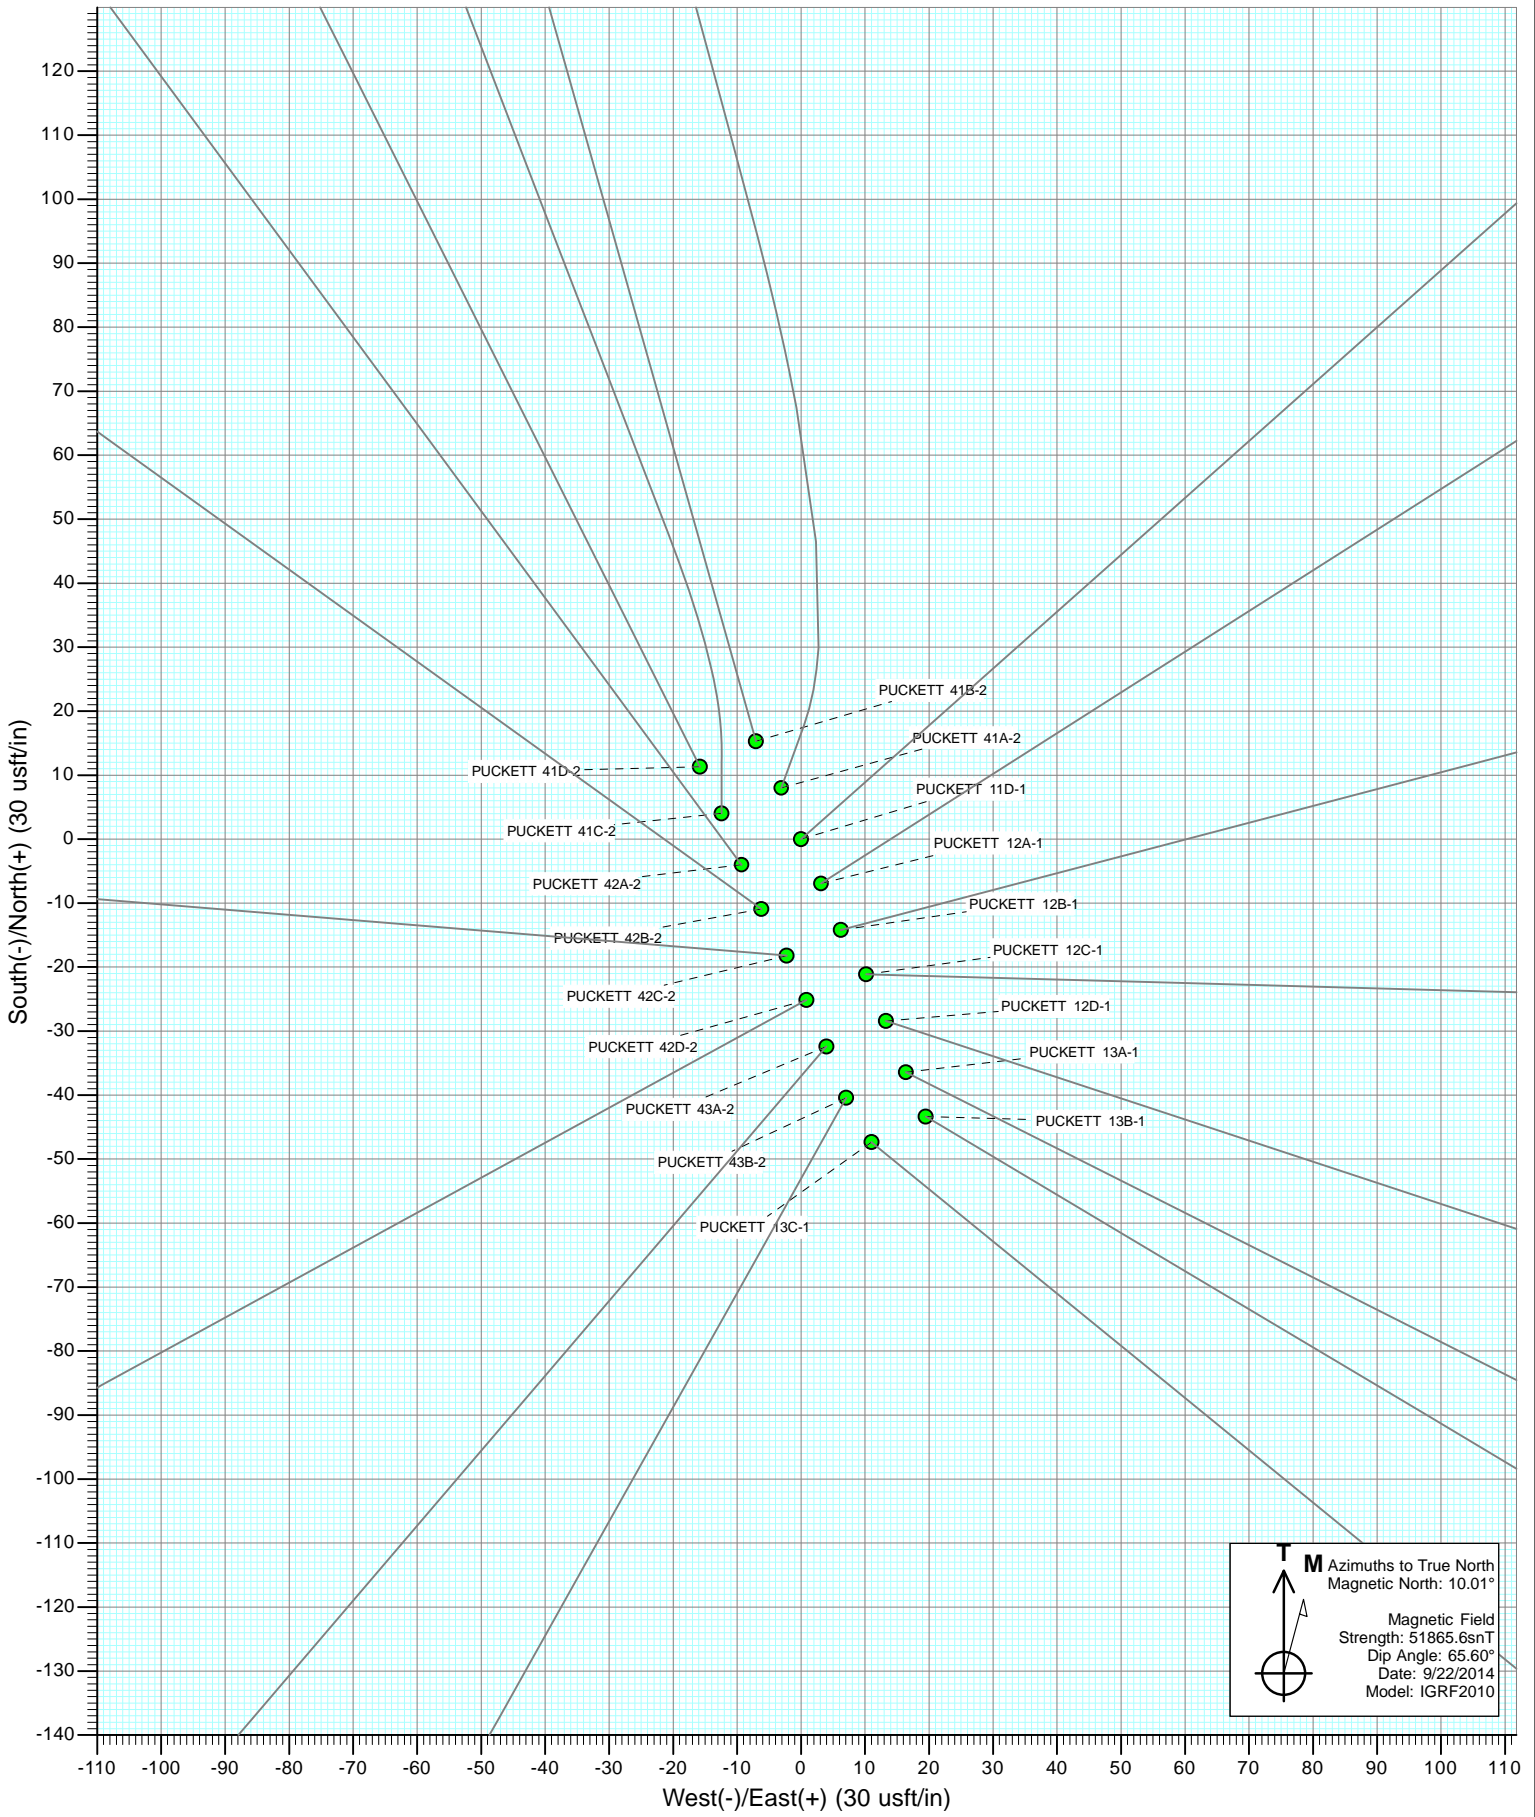 120
110
100
90
80
70
60
50
40
30
20
10
0
-10
-20
-30
-40
-50
-60
-70
-80
-90
-100
-110
-120
-130
-140
South(-)/North(+) (30 usft/in)
PUCKETT 41B-2
PUCKETT 41A-2
PUCKETT 41D-2
PUCKETT 11D-1
PUCKETT 41C-2
PUCKETT 12A-1
PUCKETT 42A-2
PUCKETT 12B-1
PUCKETT 42B-2
PUCKETT 12C-1
PUCKETT 42C-2
PUCKETT 12D-1
PUCKETT 42D-2
PUCKETT 13A-1
PUCKETT 43A-2
PUCKETT 13B-1
PUCKETT 43B-2
PUCKETT 13C-1
T
M
Azimuths to True North
Magnetic North: 10.01°
Magnetic Field
Strength: 51865.6snT
Dip Angle: 65.60°
Date: 9/22/2014
Model: IGRF2010
-110 -100 -90 -80 -70 -60 -50 -40 -30 -20 -10 0 10 20 30 40 50 60 70 80 90 100 110
West(-)/East(+) (30 usft/in)